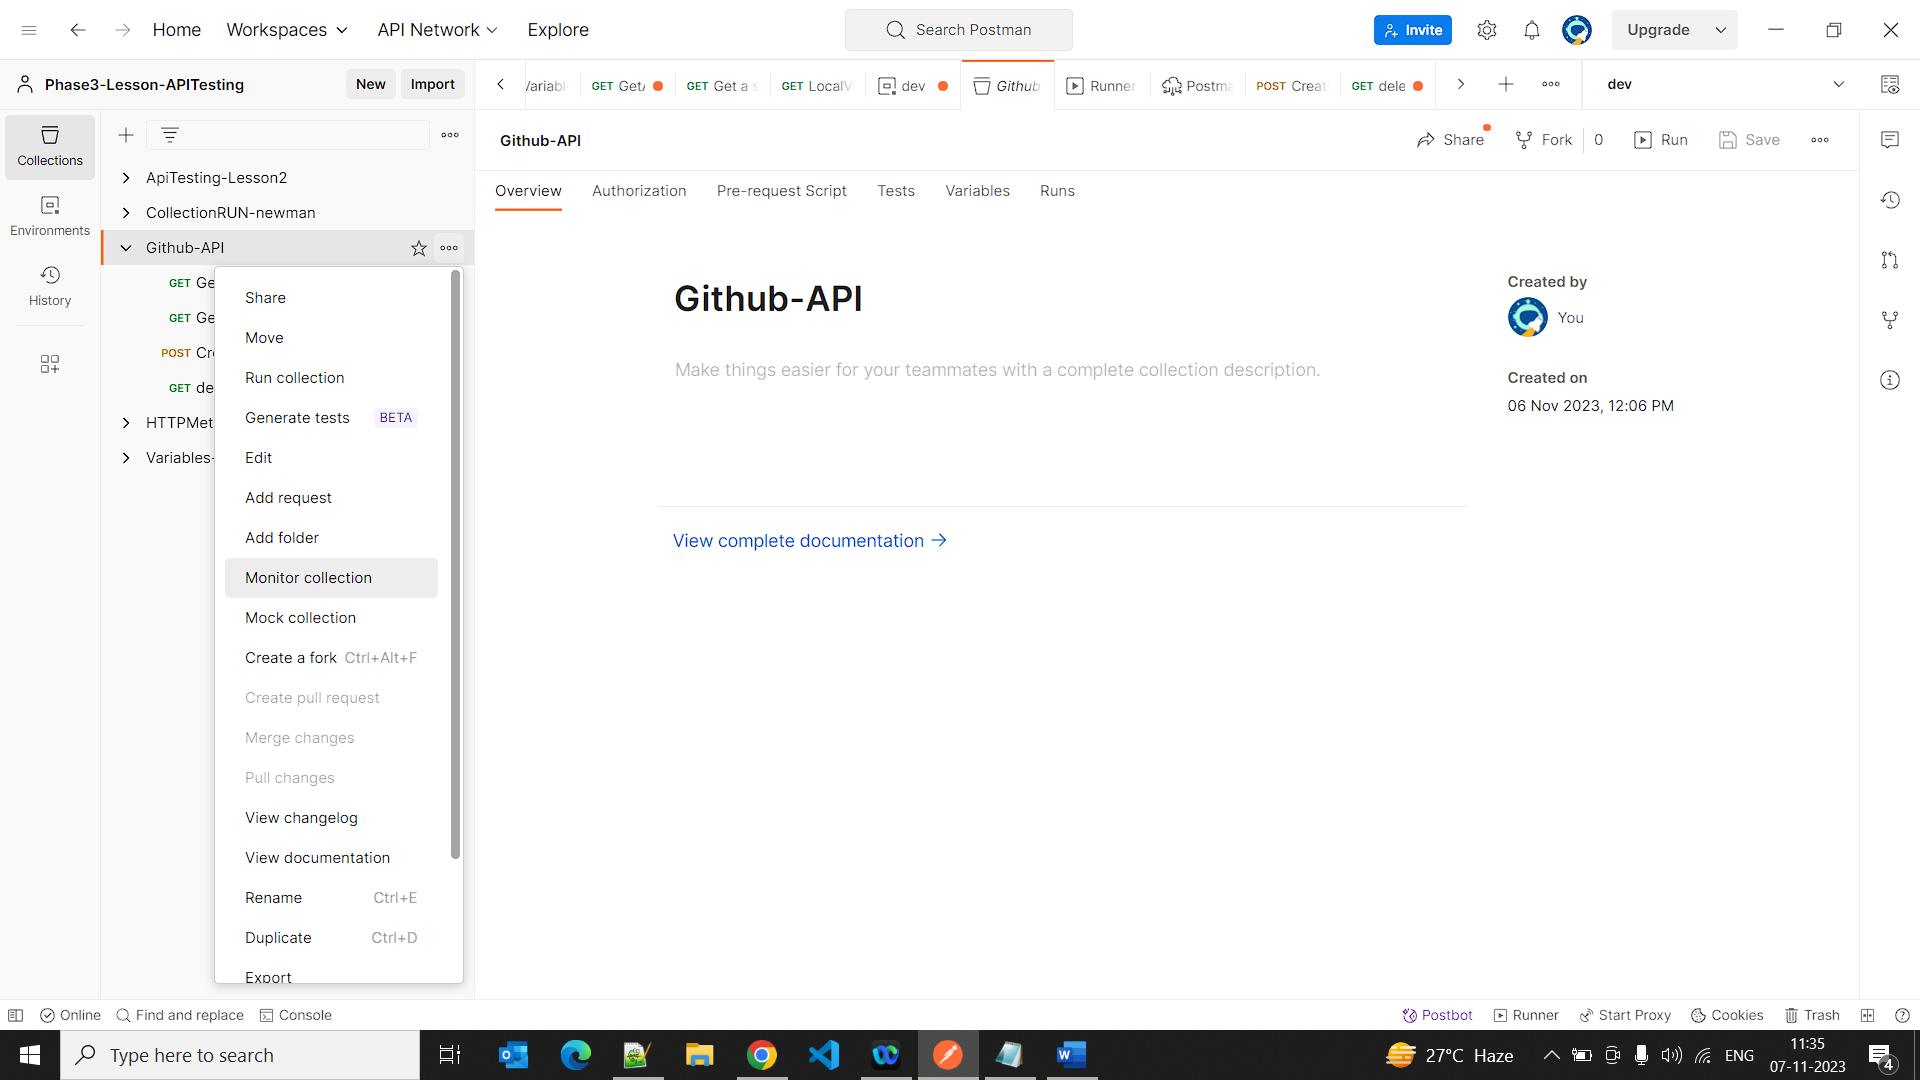 Home Workspaces API Network Explore Search Postman Invite Upgrade
Phase3-Lesson-APITesting New Import
GET Get a s GET LocalV dev Github Runner Postma POST Creat GET dele dev
Collections
Environments
History
ApiTesting-Lesson2
CollectionRUN-newman
Github-API
GET Ge
GET Ge
POST Cre
GET de
HTTPMet
Variables-
Share
Move
Run collection
Generate tests BETA
Edit
Add request
Add folder
Monitor collection
Mock collection
Create a fork Ctrl+Alt+F
Create pull request
Merge changes
Pull changes
View changelog
View documentation
Rename Ctrl+E
Duplicate Ctrl+D
Export
Github-API Share Fork 0 Run Save
Overview Authorization Pre-request Script Tests Variables Runs
Github-API
Make things easier for your teammates with a complete collection description.
View complete documentation →
Created by
You
Created on
06 Nov 2023, 12:06 PM
Online Find and replace Console Postbot Runner Start Proxy Cookies Trash
Type here to search 27°C Haze ENG
11:35
07-11-2023
4